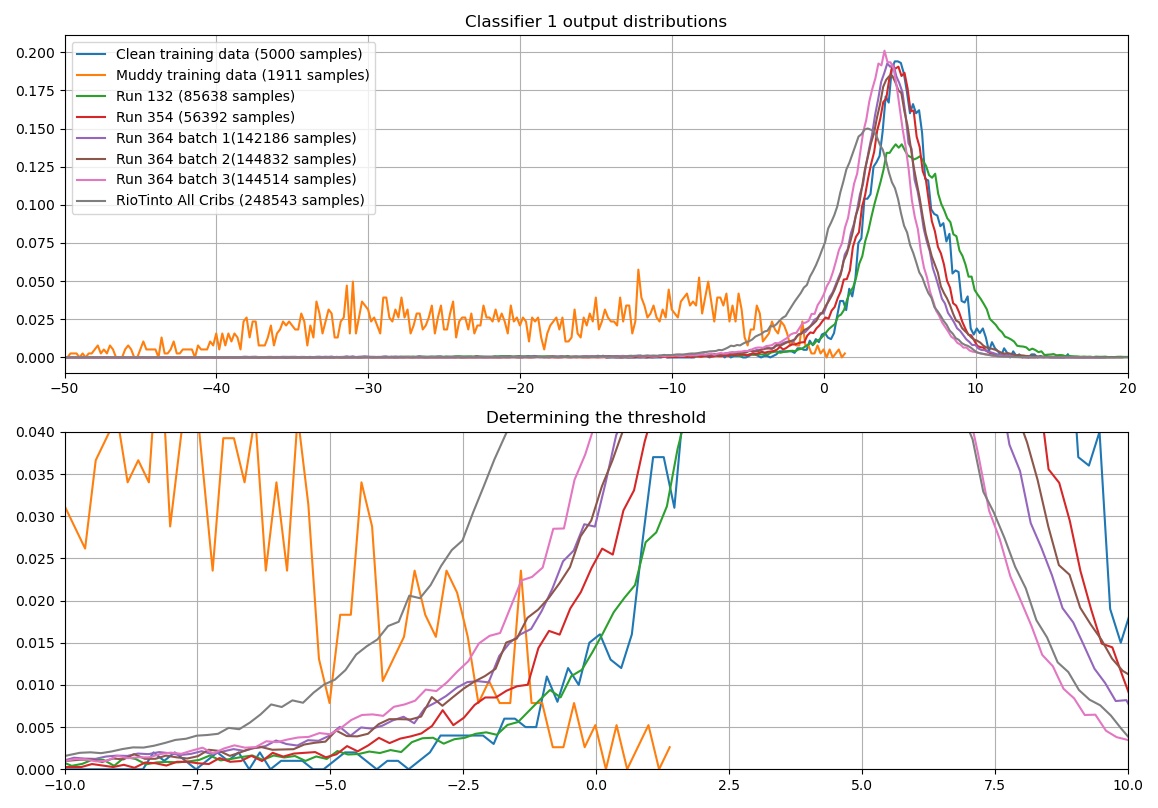 Classifier 1 output distributions
0.200
0.175
0.150
0.125
0.100
0.075
0.050
0.025
0.000
Clean training data (5000 samples)
Muddy training data (1911 samples)
Run 132 (85638 samples)
Run 354 (56392 samples)
Run 364 batch 1(142186 samples)
Run 364 batch 2(144832 samples)
Run 364 batch 3(144514 samples)
RioTinto All Cribs (248543 samples)
−50 −40 −30 −20 −10 0 10 20
Determining the threshold
0.040
0.035
0.030
0.025
0.020
0.015
0.010
0.005
0.000
−10.0 −7.5 −5.0 −2.5 0.0 2.5 5.0 7.5 10.0